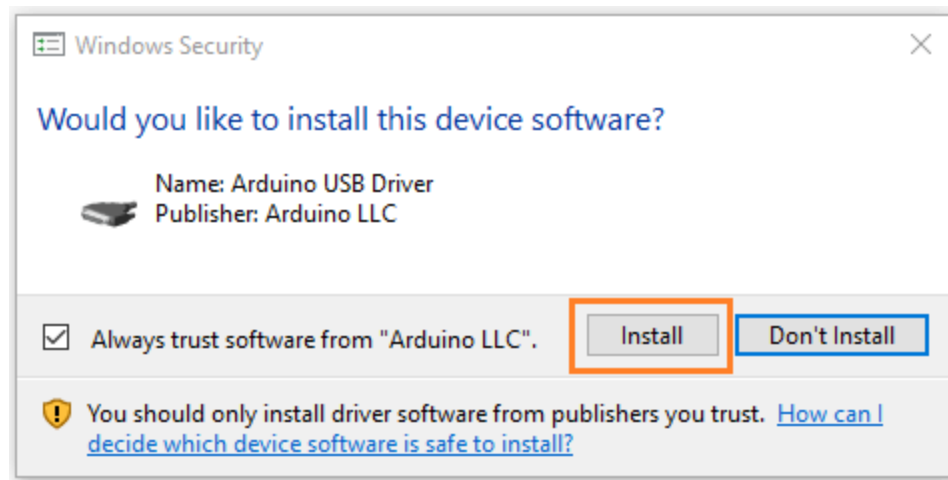 Windows Security
Would you like to install this device software?
Name: Arduino USB Driver
Publisher: Arduino LLC
Always trust software from "Arduino LLC".
Install
Don't Install
You should only install driver software from publishers you trust. How can I
decide which device software is safe to install?